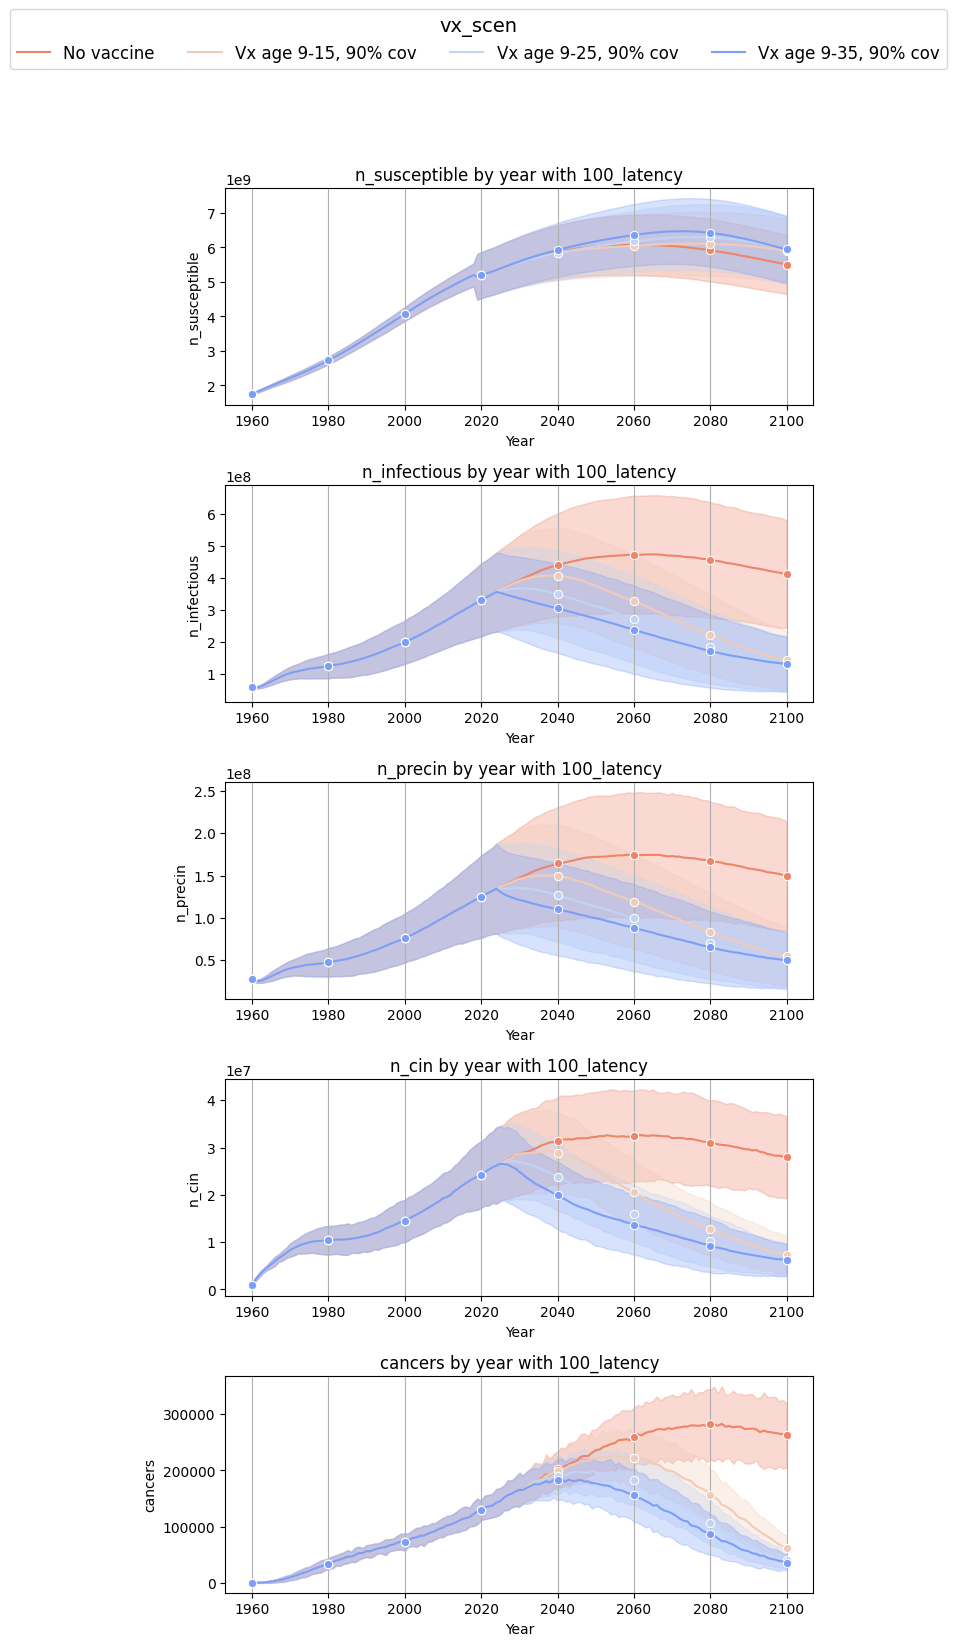 vx_scen
No vaccine Vx age 9-15, 90% cov Vx age 9-25, 90% cov Vx age 9-35, 90% cov
n_susceptible by year with 100_latency
1e9
7
6
5
4
3
2
n_susceptible
1960 1980 2000 2020 2040 2060 2080 2100
Year
n_infectious by year with 100_latency
1e8
6
5
4
3
2
1
n_infectious
1960 1980 2000 2020 2040 2060 2080 2100
Year
n_precin by year with 100_latency
1e8
2.5
2.0
1.5
1.0
0.5
n_precin
1960 1980 2000 2020 2040 2060 2080 2100
Year
n_cin by year with 100_latency
1e7
4
3
2
1
0
n_cin
1960 1980 2000 2020 2040 2060 2080 2100
Year
cancers by year with 100_latency
300000
200000
100000
0
cancers
1960 1980 2000 2020 2040 2060 2080 2100
Year